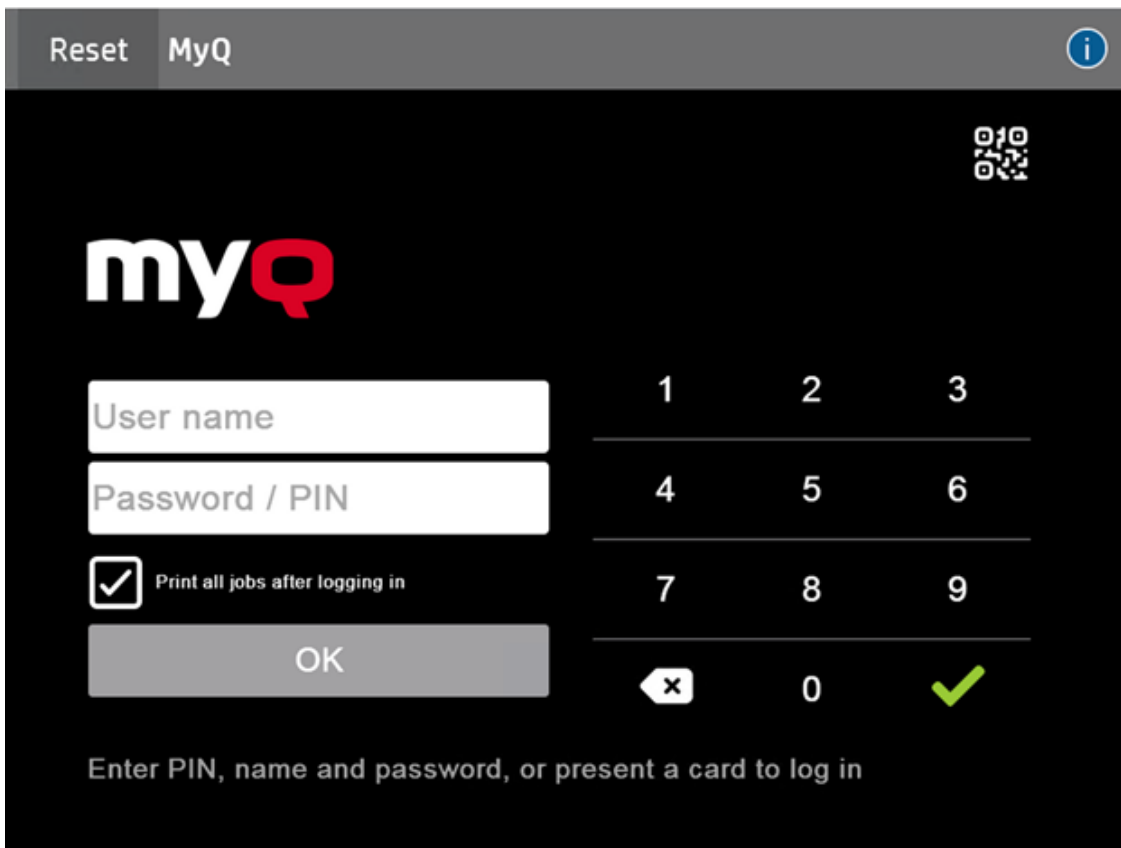 Reset MyQ i
myQ
User name
Password / PIN
Print all jobs after logging in
OK
1 2 3
4 5 6
7 8 9
0
Enter PIN, name and password, or present a card to log in